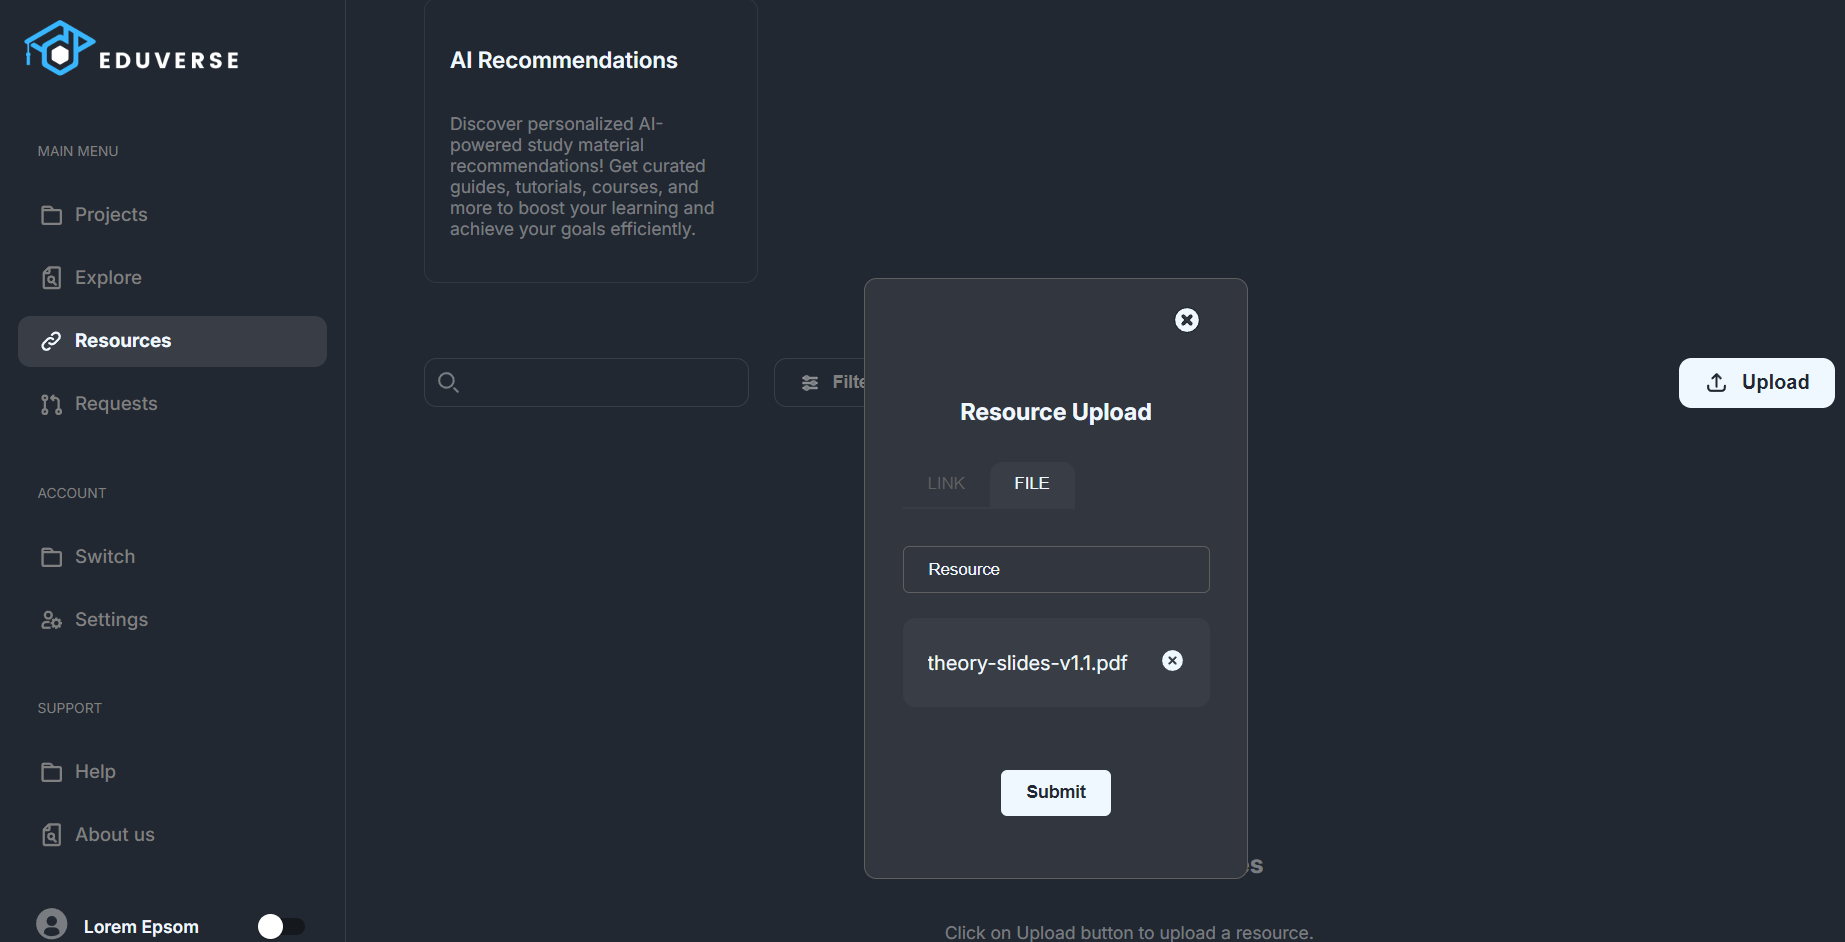 EDUVERSE
MAIN MENU
Projects
Explore
Resources
Requests
ACCOUNT
Switch
Settings
SUPPORT
Help
About us
Lorem Epsom
AI Recommendations
Discover personalized AI-
powered study material
recommendations! Get curated
guides, tutorials, courses, and
more to boost your learning and
achieve your goals efficiently.
Filte
Upload
Resource Upload
LINK
FILE
Resource
theory-slides-v1.1.pdf
Submit
es
Click on Upload button to upload a resource.